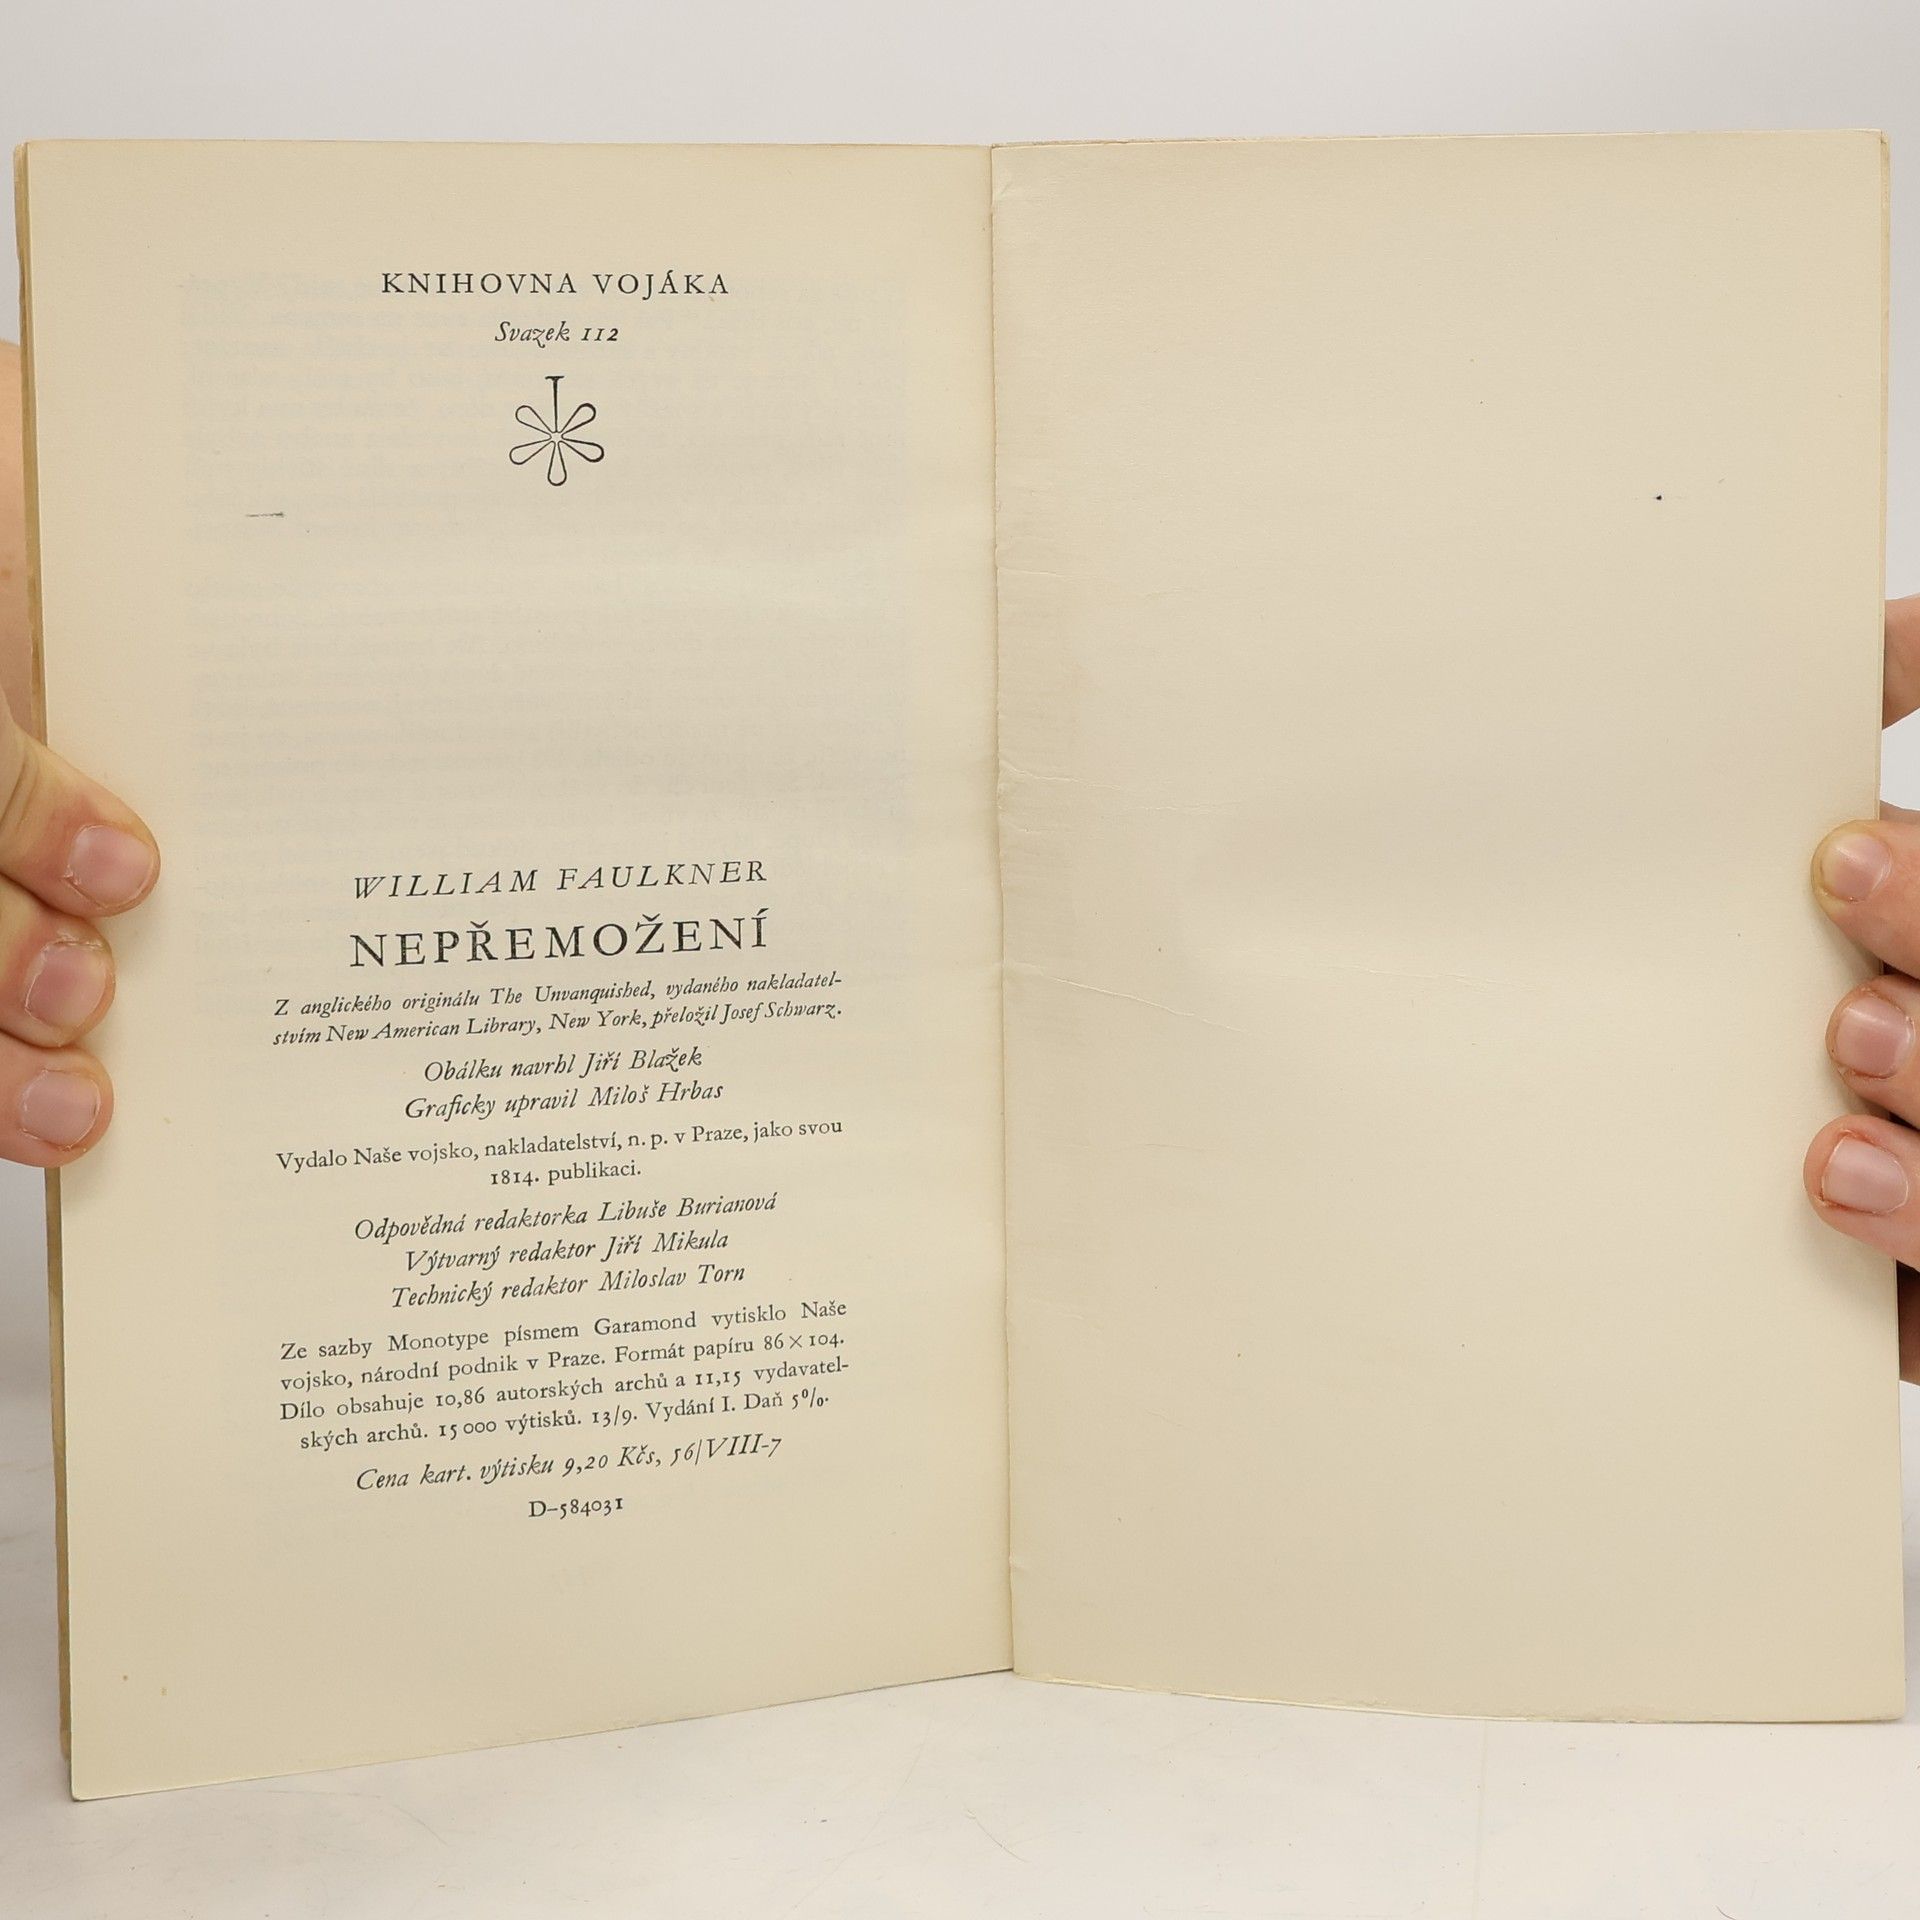 KNIHOVNA VOJÁKA
Svazek 112
WILLIAM FAULKNER
NEPŘEMOŽENÍ
Z anglického originálu The Unvanquished, vydaného nakladatel-
stvím New American Library, New York, přeložil Josef Schwarz.
Obálku navrhl Jiří Blažek
Graficky upravil Miloš Hrbas
Vydalo Naše vojsko, nakladatelství, n. p. v Praze, jako svou
1814. publikaci.
Odpovědná redaktorka Libuše Burianová
Výtvarný redaktor Jiří Mikula
Technický redaktor Miloslav Torn
Ze sazby Monotype písmem Garamond vytisklo Naše
vojsko, národní podnik v Praze. Formát papíru 86×104.
Dílo obsahuje 10,86 autorských archů a 11,15 vydavatel-
ských archů. 15 000 výtisků. 13/9. Vydání I. Daň 5%.
Cena kart. výtisku 9,20 Kčs, 56/VIII-7
D–584031